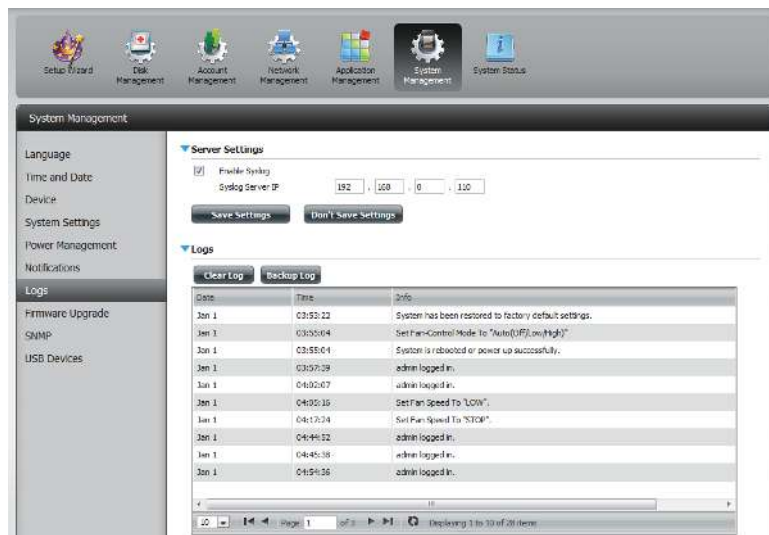 Setup Wizard
Disk Management
Account Management
Network Management
Application Management
System Management
System Status
System Management
Language
Time and Date
Device
System Settings
Power Management
Notifications
Logs
Firmware Upgrade
SNMP
USB Devices
Server Settings
Enable Syslog
Syslog Server IP 192 . 168 . 0 . 110
Save Settings Don't Save Settings
Logs
Clear Log Backup Log
Date Time Info
Jan 1 03:53:22 System has been restored to factory default settings.
Jan 1 03:55:04 Set Fan-Control Mode To "Auto(Off/Low/High)"
Jan 1 03:55:04 System is rebooted or power up successfully.
Jan 1 03:57:39 admin logged in.
Jan 1 04:02:07 admin logged in.
Jan 1 04:05:16 Set Fan Speed To "LOW".
Jan 1 04:17:24 Set Fan Speed To "STOP".
Jan 1 04:44:52 admin logged in.
Jan 1 04:45:38 admin logged in.
Jan 1 04:54:36 admin logged in.
10 Page 1 of 3 Displaying 1 to 10 of 28 items